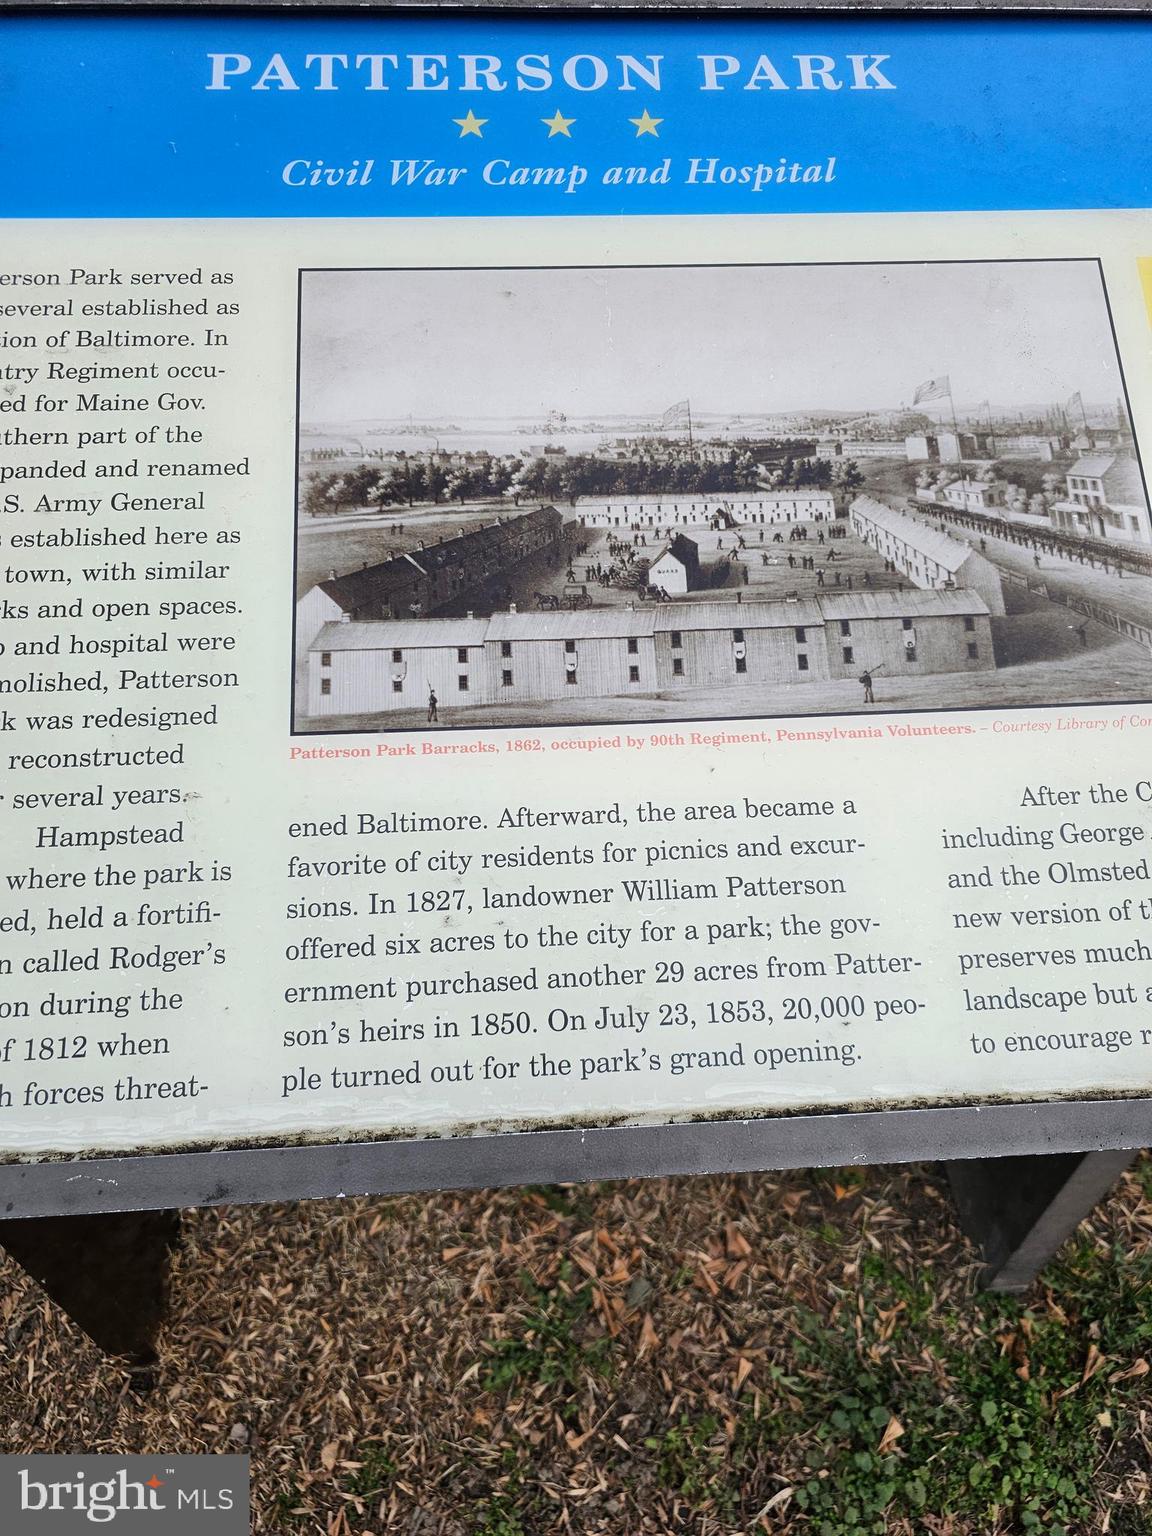 PATTERSON PARK
Civil War Camp and Hospital
erson Park served as
several established as
tion of Baltimore. In
ntry Regiment occu-
ed for Maine Gov.
thern part of the
panded and renamed
.S. Army General
s established here as
town, with similar
ks and open spaces.
p and hospital were
molished, Patterson
k was redesigned
reconstructed
r several years.
Hampstead
where the park is
ed, held a fortifi-
n called Rodger's
on during the
of 1812 when
h forces threat-
GUARD
Patterson Park Barracks, 1862, occupied by 90th Regiment, Pennsylvania Volunteers. – Courtesy Library of Con
ened Baltimore. Afterward, the area became a
favorite of city residents for picnics and excur-
sions. In 1827, landowner William Patterson
offered six acres to the city for a park; the gov-
ernment purchased another 29 acres from Patter-
son's heirs in 1850. On July 23, 1853, 20,000 peo-
ple turned out for the park's grand opening.
After the C
including George
and the Olmsted
new version of th
preserves much
landscape but a
to encourage r
bright™ MLS